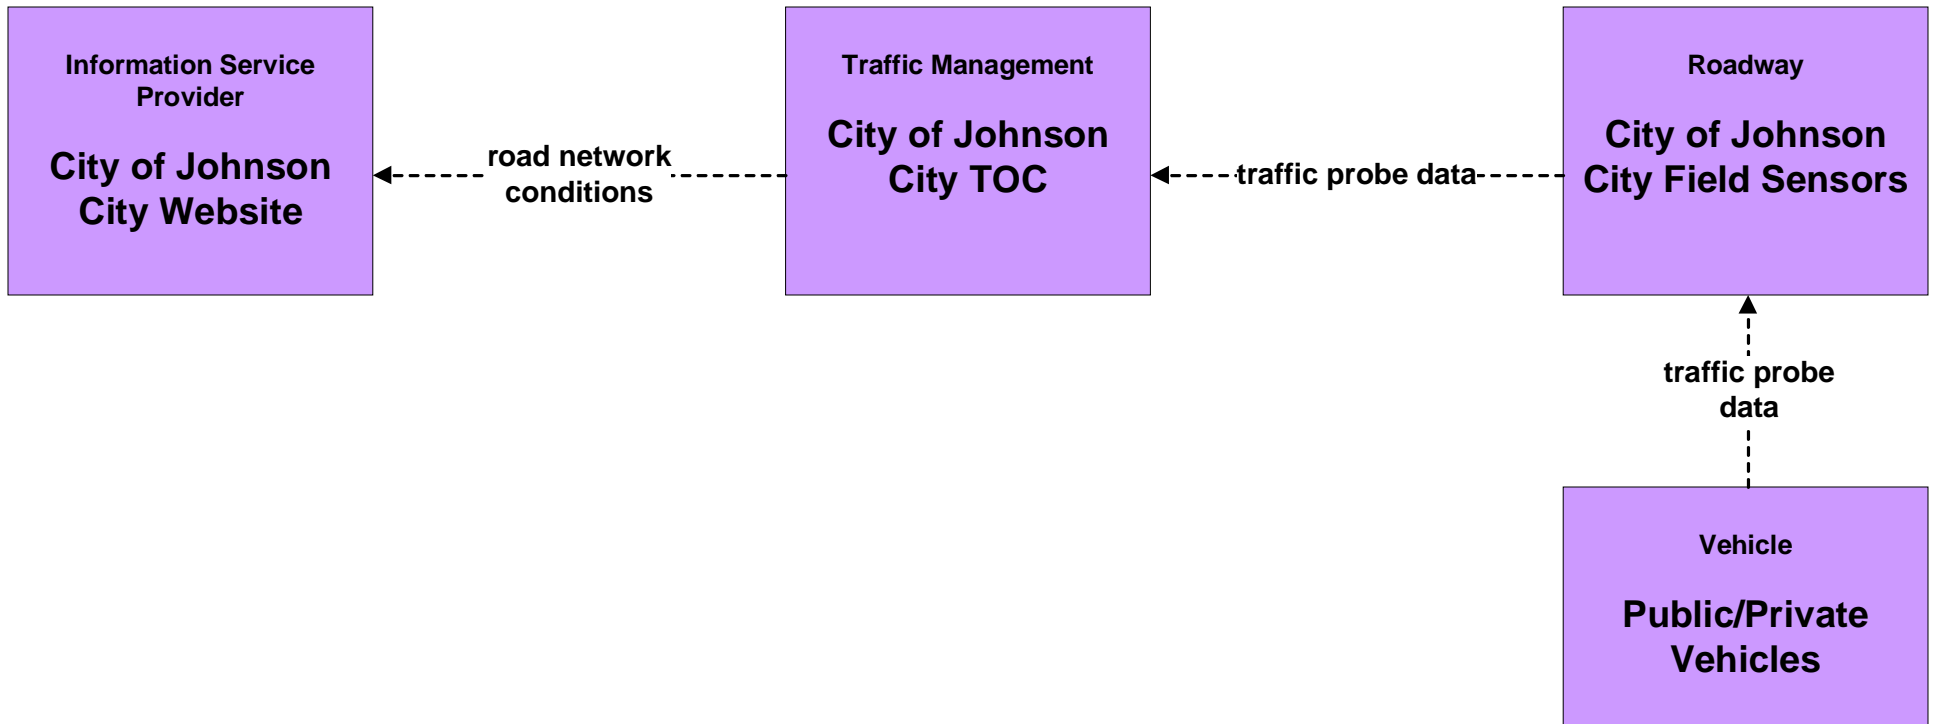 Information Service
Provider
City of Johnson
City Website
road network
conditions
Traffic Management
City of Johnson
City TOC
traffic probe data
Roadway
City of Johnson
City Field Sensors
traffic probe
data
Vehicle
Public/Private
Vehicles